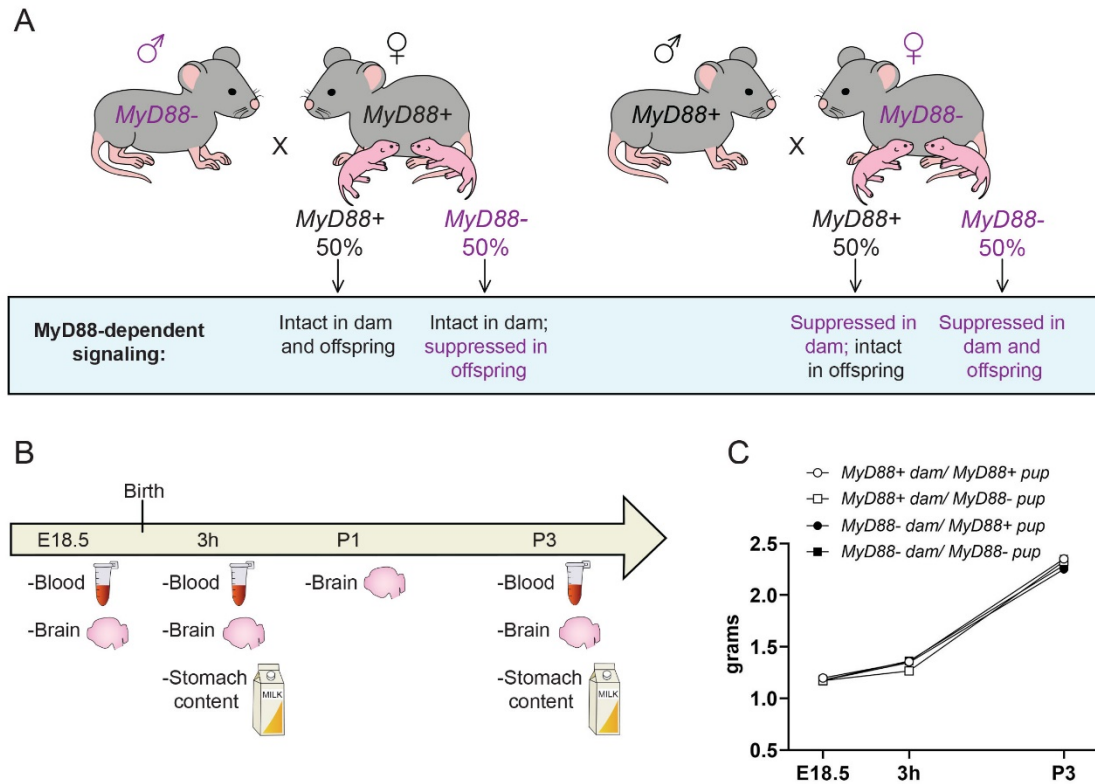 A
♂
♀
♂
♀
MyD88-
X
MyD88+
MyD88+
X
MyD88-
MyD88+
50%
MyD88-
50%
MyD88+
50%
MyD88-
50%
MyD88-dependent
signaling:
Intact in dam
and offspring
Intact in dam;
suppressed in
offspring
Suppressed in
dam; intact
in offspring
Suppressed in
dam and
offspring
B
Birth
E18.5
3h
P1
P3
-Blood
-Brain
-Blood
-Brain
-Stomach
content
MILK
-Brain
-Blood
-Brain
-Stomach
content
MILK
C
MyD88+ dam/ MyD88+ pup
MyD88+ dam/ MyD88- pup
MyD88- dam/ MyD88+ pup
MyD88- dam/ MyD88- pup
grams
2.5
2.0
1.5
1.0
0.5
E18.5
3h
P3